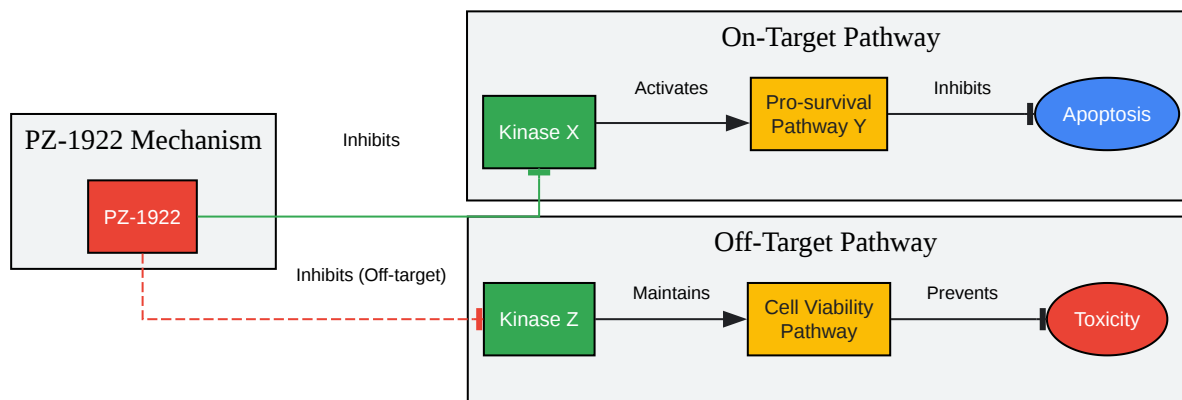 On-Target Pathway
Activates
Inhibits
Kinase X
Pro-survival
Pathway Y
Apoptosis
PZ-1922 Mechanism
Inhibits
PZ-1922
Off-Target Pathway
Inhibits (Off-target)
Maintains
Prevents
Kinase Z
Cell Viability
Pathway
Toxicity